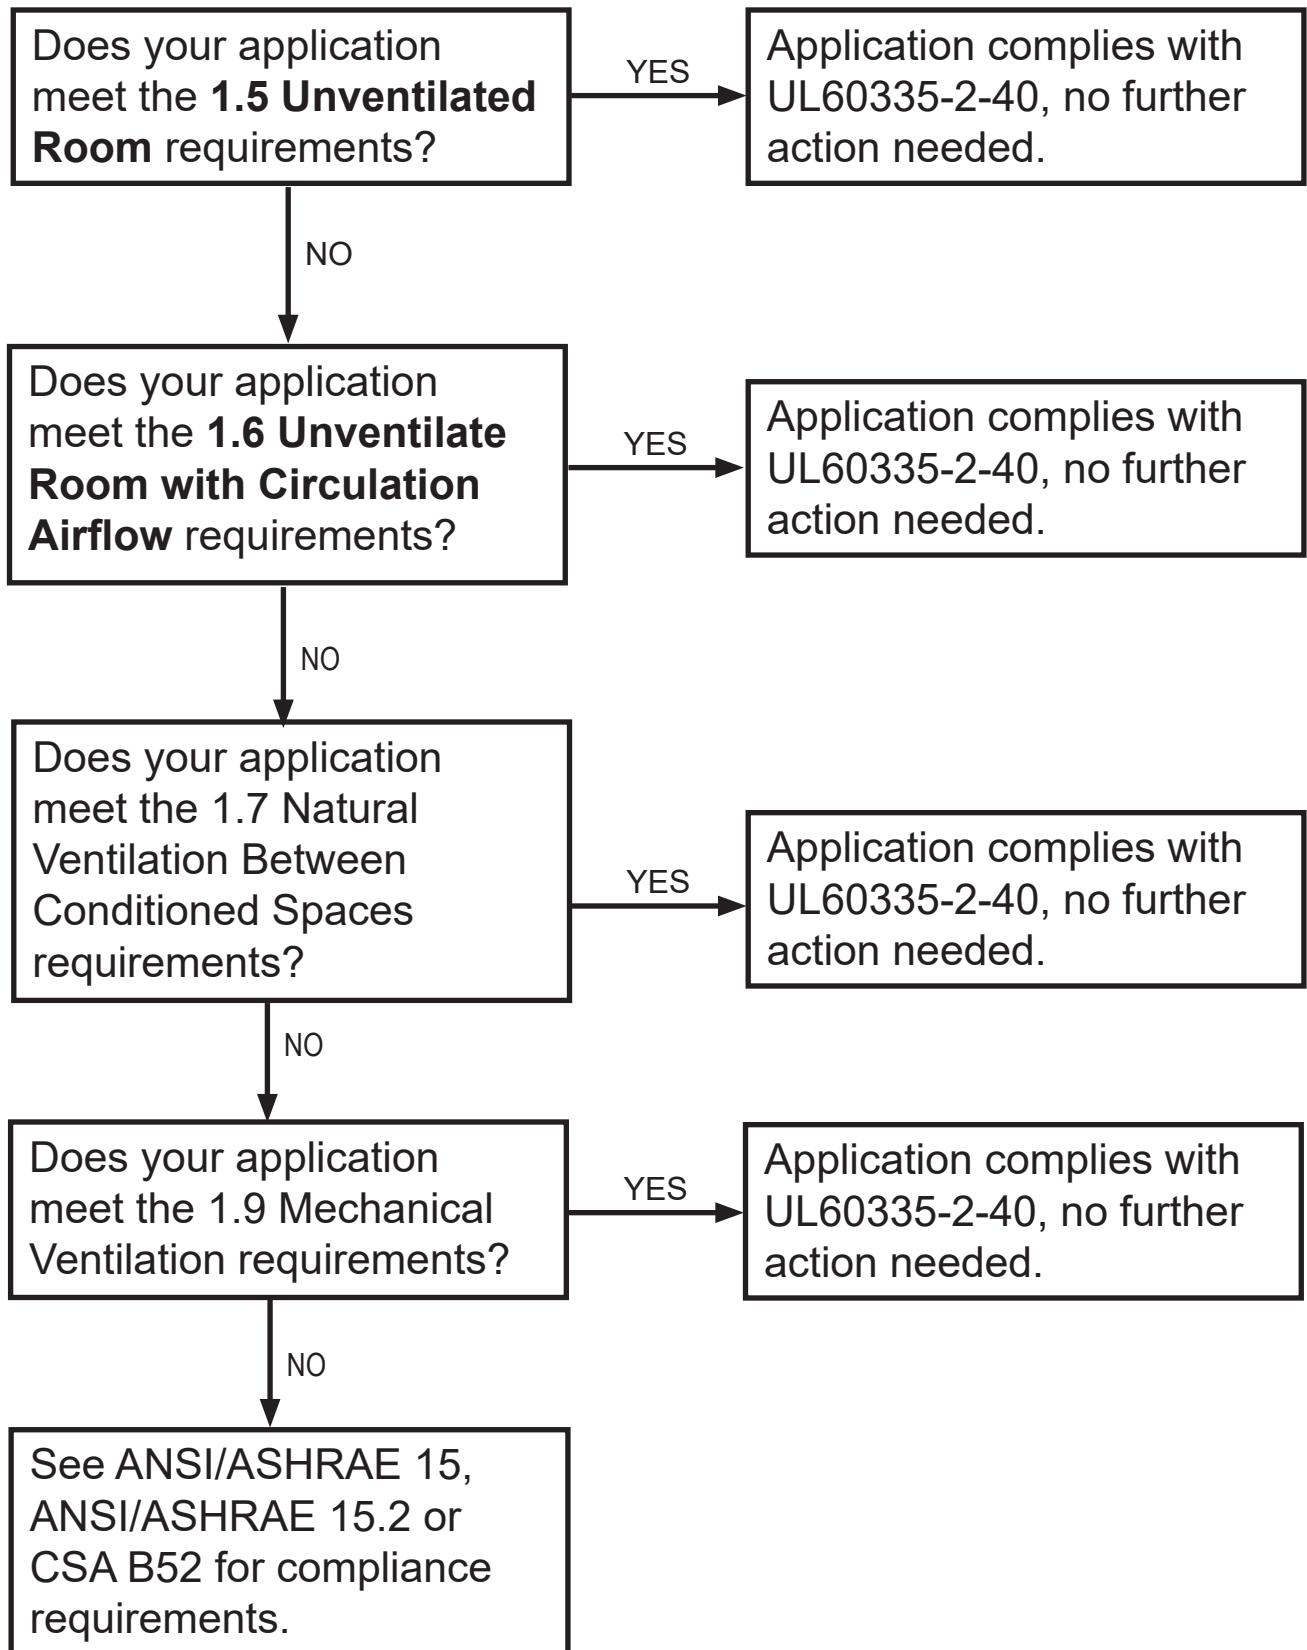 Does your application
meet the 1.5 Unventilated
Room requirements?
YES
Application complies with
UL60335-2-40, no further
action needed.
NO
Does your application
meet the 1.6 Unventilate
Room with Circulation
Airflow requirements?
YES
Application complies with
UL60335-2-40, no further
action needed.
NO
Does your application
meet the 1.7 Natural
Ventilation Between
Conditioned Spaces
requirements?
YES
Application complies with
UL60335-2-40, no further
action needed.
NO
Does your application
meet the 1.9 Mechanical
Ventilation requirements?
YES
Application complies with
UL60335-2-40, no further
action needed.
NO
See ANSI/ASHRAE 15,
ANSI/ASHRAE 15.2 or
CSA B52 for compliance
requirements.